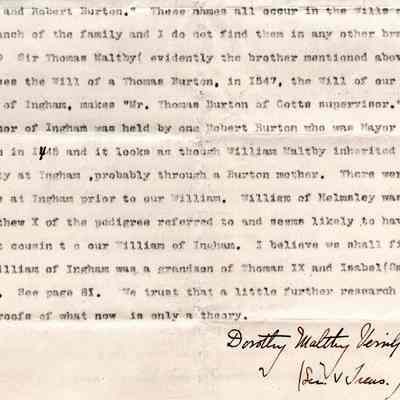 and Robert Burton." These names all occur in the Wills o
anch of the family and I do not find them in any other bra
? Sir Thomas Maltby( evidently the brother mentioned abov
ses the Will of a Thomas Burton, in 1547, the Will of our
of Ingham, makes "Mr. Thomas Burton of Cotts supervisor."
nor of Ingham was held by one Robert Burton who was Mayor
n in 1445 and it looks as though William Maltby inherited
ty at Ingham ,probably through a Burton mother. There wer
s at Ingham prior to our William. William of Helmsley was
thew X of the pedigree referred to and seems likely to hav
t cousin t o our William of Ingham. I believe we shall fi
illiam of Ingham was a grandson of Thomas IX and Isabel(
. See page 81. We trust that a little further research
roofs of what now is only a theory.
Dorothy Maltby